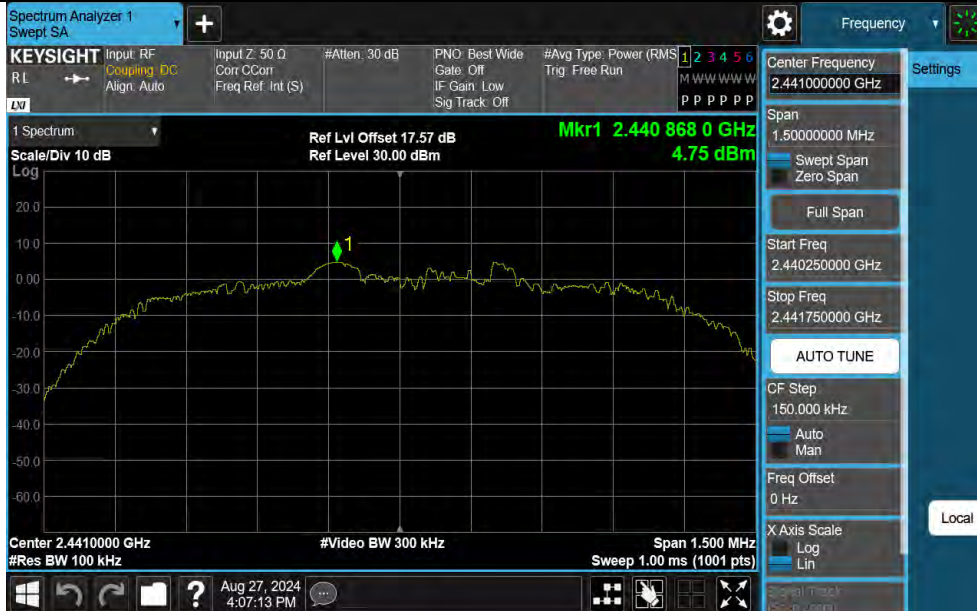 Spectrum Analyzer 1
Swept SA
+
Frequency
KEYSIGHT
RL
LXI
Input: RF
Coupling: DC
Align: Auto
Input Z: 50 Ω
Corr CCorr
Freq Ref: Int (S)
#Atten: 30 dB
PNO: Best Wide
Gate: Off
IF Gain: Low
Sig Track: Off
#Avg Type: Power (RMS
Trig: Free Run
1 2 3 4 5 6
M W W W W W
P P P P P P
Center Frequency
2.441000000 GHz
Settings
Span
1.50000000 MHz
Swept Span
Zero Span
Full Span
Start Freq
2.440250000 GHz
Stop Freq
2.441750000 GHz
AUTO TUNE
CF Step
150.000 kHz
Auto
Man
Freq Offset
0 Hz
X Axis Scale
Log
Lin
Signal Track
Local
1 Spectrum
Scale/Div 10 dB
Log
Ref Lvl Offset 17.57 dB
Ref Level 30.00 dBm
Mkr1 2.440 868 0 GHz
4.75 dBm
1
20.0
10.0
0.00
-10.0
-20.0
-30.0
-40.0
-50.0
-60.0
Center 2.4410000 GHz
#Res BW 100 kHz
#Video BW 300 kHz
Span 1.500 MHz
Sweep 1.00 ms (1001 pts)
?
Aug 27, 2024
4:07:13 PM